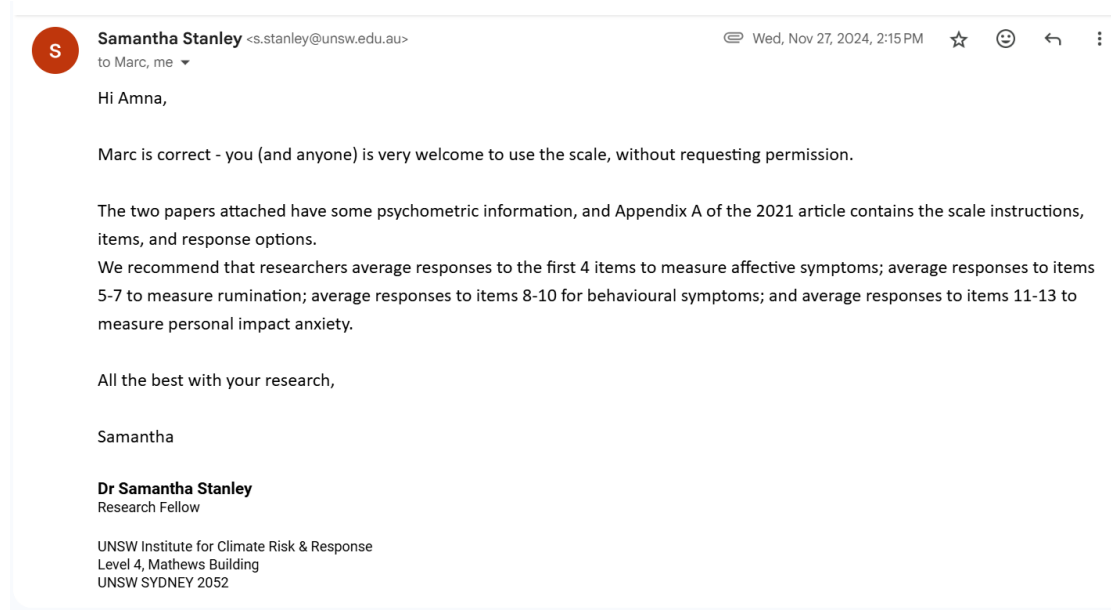 S
Samantha Stanley <s.stanley@unsw.edu.au>
Wed, Nov 27, 2024, 2:15 PM
to Marc, me
Hi Amna,
Marc is correct - you (and anyone) is very welcome to use the scale, without requesting permission.
The two papers attached have some psychometric information, and Appendix A of the 2021 article contains the scale instructions,
items, and response options.
We recommend that researchers average responses to the first 4 items to measure affective symptoms; average responses to items
5-7 to measure rumination; average responses to items 8-10 for behavioural symptoms; and average responses to items 11-13 to
measure personal impact anxiety.
All the best with your research,
Samantha
Dr Samantha Stanley
Research Fellow
UNSW Institute for Climate Risk & Response
Level 4, Mathews Building
UNSW SYDNEY 2052